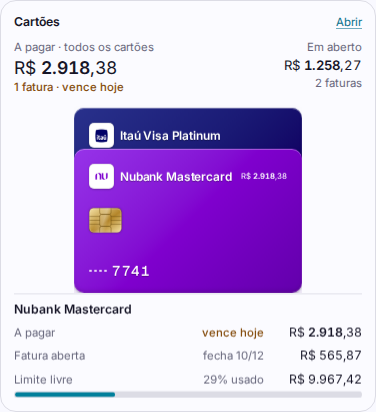 Cartões Abrir
A pagar · todos os cartões Em aberto
R$ 2.918,38 R$ 1.258,27
1 fatura · vence hoje 2 faturas
itaú Itaú Visa Platinum
nu Nubank Mastercard R$ 2.918,38
···· 7741
Nubank Mastercard
A pagar vence hoje R$ 2.918,38
Fatura aberta fecha 10/12 R$ 565,87
Limite livre 29% usado R$ 9.967,42